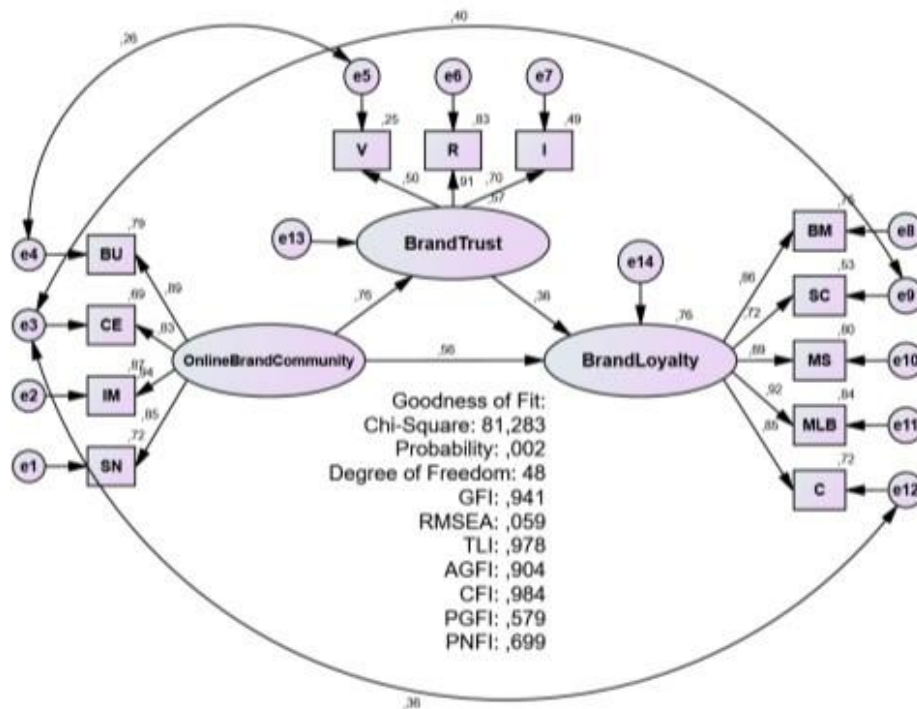 ,40
,26
e5
e6
e7
,25
,83
,49
V
R
I
,50
,91
,70
,57
e13
BrandTrust
e4
,79
BU
,89
e14
,75
BM
e8
,86
,53
SC
e9
,72
e3
,69
CE
,83
,76
,36
,76
OnlineBrandCommunity
,56
BrandLoyalty
,80
MS
e10
,89
e2
,87
,94
IM
,92
,84
MLB
e11
,85
,85
e1
,72
SN
,72
C
e12
Goodness of Fit:
Chi-Square: 81,283
Probability: ,002
Degree of Freedom: 48
GFI: ,941
RMSEA: ,059
TLI: ,978
AGFI: ,904
CFI: ,984
PGFI: ,579
PNFI: ,699
,36